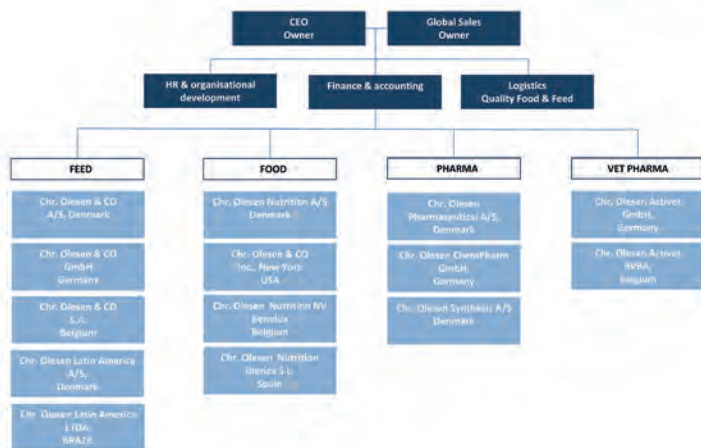 CEO
Owner
Global Sales
Owner
HR & organisational
development
Finance & accounting
Logistics
Quality Food & Feed
FEED
FOOD
PHARMA
VET PHARMA
Chr. Olesen & CO
A/S, Denmark
Chr. Olesen & CO
GmbH
Germany
Chr. Olesen & CO
S.A.
Belgium
Chr. Olesen Latin America
A/S,
Denmark
Chr. Olesen Latin America
LTDA
BRAZIL
Chr. Olesen Nutrition A/S
Denmark
Chr. Olesen & CO
Inc., New York
USA
Chr. Olesen Nutrition NV
Benelux
Belgium
Chr. Olesen Nutrition
Iberica S.L.
Spain
Chr. Olesen
Pharmaceutical A/S,
Denmark
Chr. Olesen OwnsPharm
GmbH,
Germany
Chr. Olesen Synthesis A/S
Denmark
Chr. Olesen Activet
GmbH,
Germany
Chr. Olesen Activet
BVBA,
Belgium